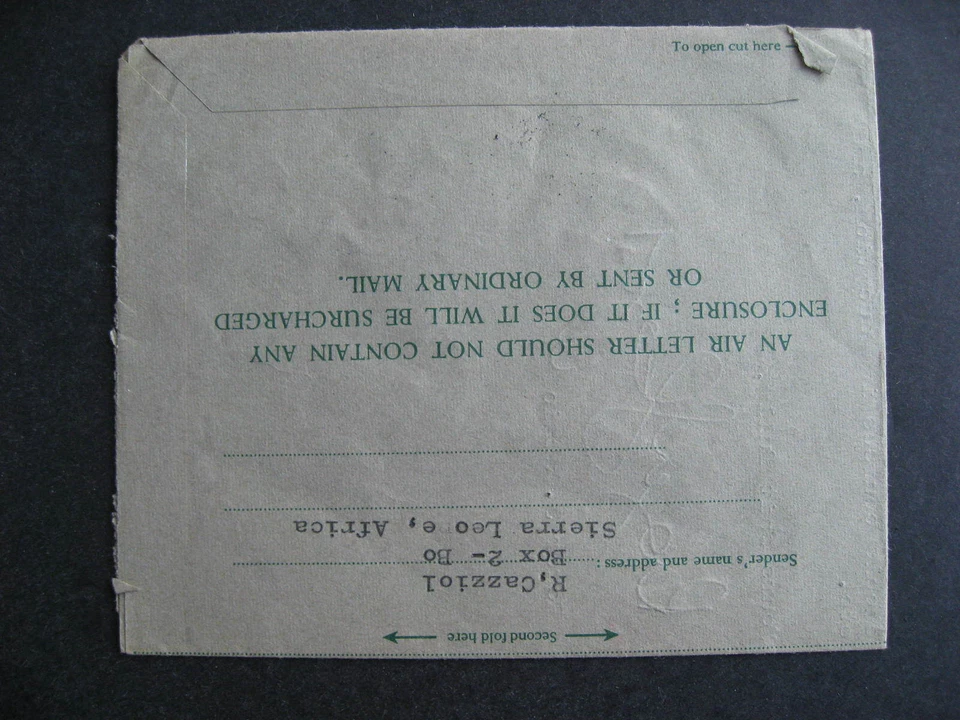 To open cut here
Second fold here
R,Cazziol
Sender's name and address :
Box 2- Bo
Sierra Leo e, Africa
AN AIR LETTER SHOULD NOT CONTAIN ANY
ENCLOSURE ; IF IT DOES IT WILL BE SURCHARGED
OR SENT BY ORDINARY MAIL.